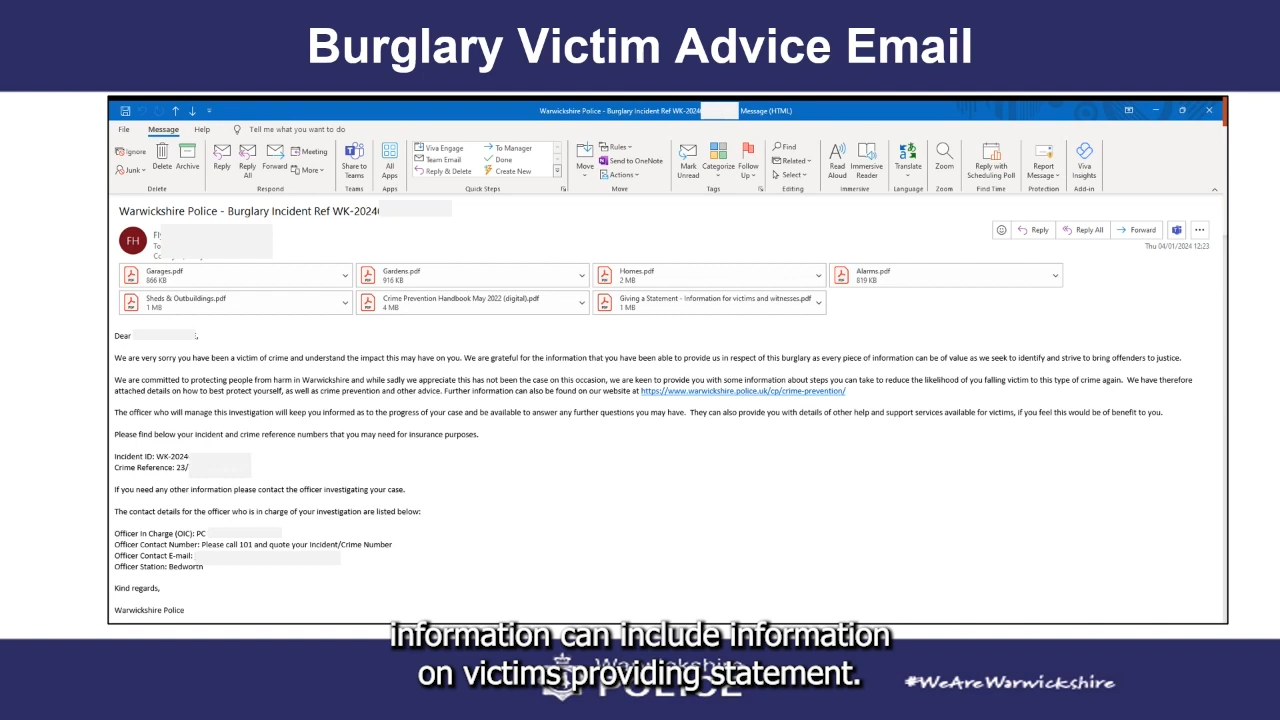 Burglary Victim Advice Email
Warwickshire Police - Burglary Incident Ref WK-2024 Message (HTML)
File Message Help Tell me what you want to do
Ignore
Junk
Delete
Archive
Reply
Reply All
Forward
Meeting
More
Share to Teams
All Apps
Viva Engage
Team Email
Reply & Delete
To Manager
Done
Create New
Move
Rules
Send to OneNote
Actions
Mark Unread
Categorize
Follow Up
Find
Related
Select
Read Aloud
Immersive Reader
Translate
Zoom
Reply with Scheduling Poll
Report Message
Viva Insights
Delete Respond Teams Apps Quick Steps Move Tags Editing Immersive Language Zoom Find Time Protection Add-in
Warwickshire Police - Burglary Incident Ref WK-2024
FH
Reply Reply All Forward
Thu 04/01/2024 12:23
Garages.pdf
866 KB
Gardens.pdf
916 KB
Homes.pdf
2 MB
Alarms.pdf
819 KB
Sheds & Outbuildings.pdf
1 MB
Crime Prevention Handbook May 2022 (digital).pdf
4 MB
Giving a Statement - Information for victims and witnesses.pdf
1 MB
Dear
We are very sorry you have been a victim of crime and understand the impact this may have on you. We are grateful for the information that you have been able to provide us in respect of this burglary as every piece of information can be of value as we seek to identify and strive to bring offenders to justice.
We are committed to protecting people from harm in Warwickshire and while sadly we appreciate this has not been the case on this occasion, we are keen to provide you with some information about steps you can take to reduce the likelihood of you falling victim to this type of crime again. We have therefore
attached details on how to best protect yourself, as well as crime prevention and other advice. Further information can also be found on our website at https://www.warwickshire.police.uk/cp/crime-prevention/
The officer who will manage this investigation will keep you informed as to the progress of your case and be available to answer any further questions you may have. They can also provide you with details of other help and support services available for victims, if you feel this would be of benefit to you.
Please find below your incident and crime reference numbers that you may need for insurance purposes.
Incident ID: WK-2024
Crime Reference: 23/
If you need any other information please contact the officer investigating your case.
The contact details for the officer who is in charge of your investigation are listed below:
Officer In Charge (OIC): PC
Officer Contact Number: Please call 101 and quote your Incident/Crime Number
Officer Contact E-mail:
Officer Station: Bedworth
Kind regards,
Warwickshire Police
information can include information
on victims providing statement.
Warwickshire
POLICE
#WeAreWarwickshire